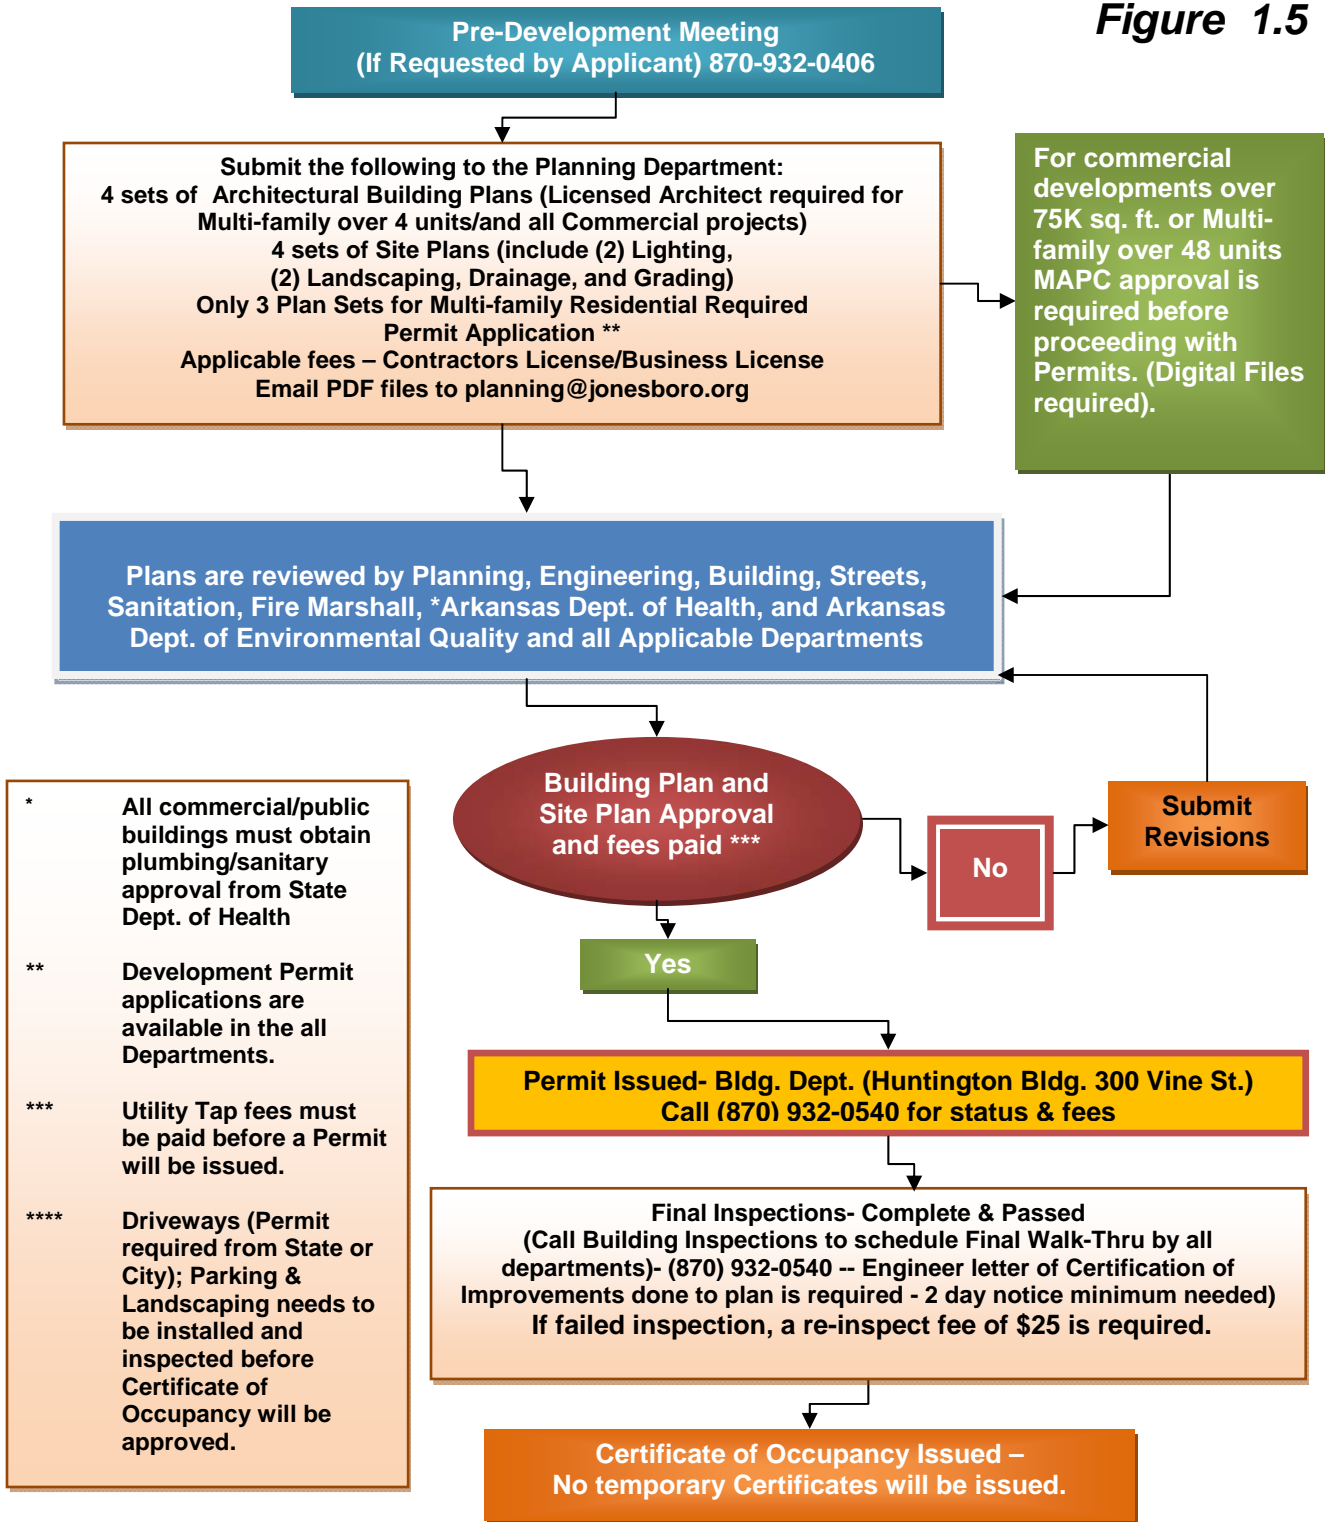 Figure 1.5
Pre-Development Meeting
(If Requested by Applicant) 870-932-0406
Submit the following to the Planning Department:
4 sets of Architectural Building Plans (Licensed Architect required for
Multi-family over 4 units/and all Commercial projects)
4 sets of Site Plans (include (2) Lighting,
(2) Landscaping, Drainage, and Grading)
Only 3 Plan Sets for Multi-family Residential Required
Permit Application **
Applicable fees – Contractors License/Business License
Email PDF files to planning@jonesboro.org
For commercial
developments over
75K sq. ft. or Multi-
family over 48 units
MAPC approval is
required before
proceeding with
Permits. (Digital Files
required).
Plans are reviewed by Planning, Engineering, Building, Streets,
Sanitation, Fire Marshall, *Arkansas Dept. of Health, and Arkansas
Dept. of Environmental Quality and all Applicable Departments
Building Plan and
Site Plan Approval
and fees paid ***
No
Submit
Revisions
Yes
Permit Issued- Bldg. Dept. (Huntington Bldg. 300 Vine St.)
Call (870) 932-0540 for status & fees
Final Inspections- Complete & Passed
(Call Building Inspections to schedule Final Walk-Thru by all
departments)- (870) 932-0540 -- Engineer letter of Certification of
Improvements done to plan is required - 2 day notice minimum needed)
If failed inspection, a re-inspect fee of $25 is required.
Certificate of Occupancy Issued –
No temporary Certificates will be issued.
* All commercial/public
buildings must obtain
plumbing/sanitary
approval from State
Dept. of Health
** Development Permit
applications are
available in the all
Departments.
*** Utility Tap fees must
be paid before a Permit
will be issued.
**** Driveways (Permit
required from State or
City); Parking &
Landscaping needs to
be installed and
inspected before
Certificate of
Occupancy will be
approved.